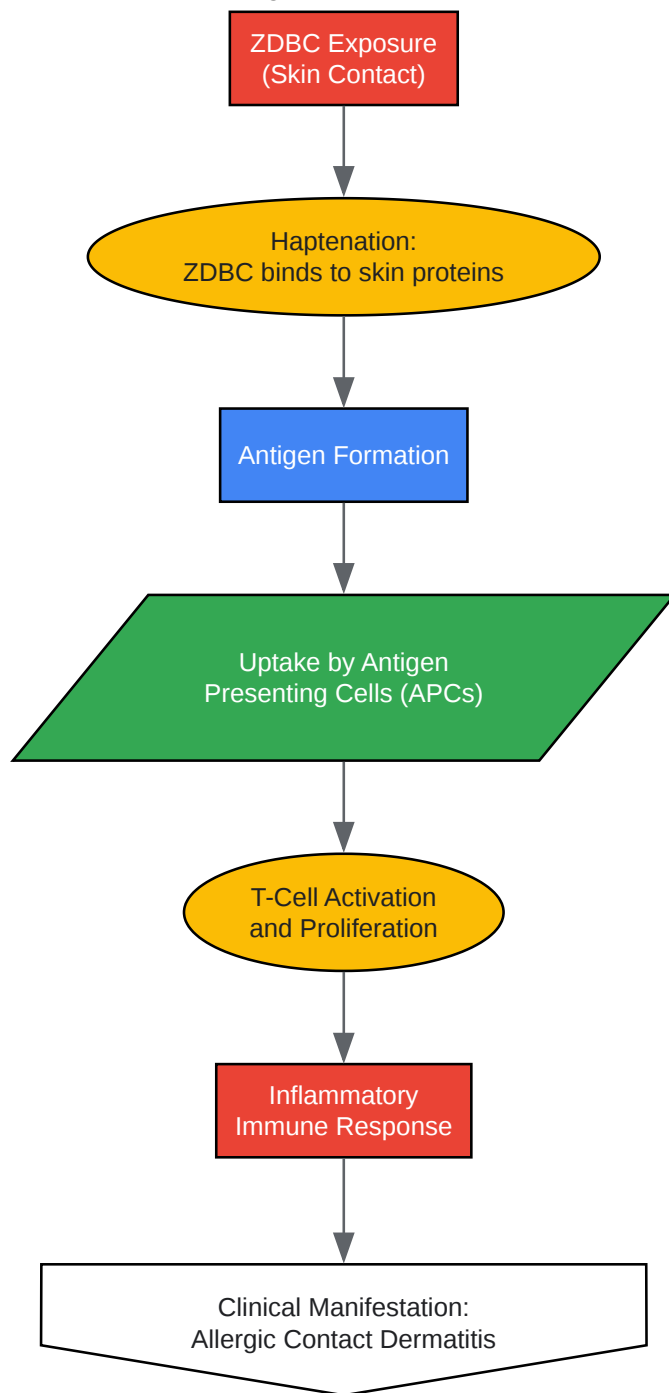 ZDBC Exposure
(Skin Contact)
Haptenation:
ZDBC binds to skin proteins
Antigen Formation
Uptake by Antigen
Presenting Cells (APCs)
T-Cell Activation
and Proliferation
Inflammatory
Immune Response
Clinical Manifestation:
Allergic Contact Dermatitis